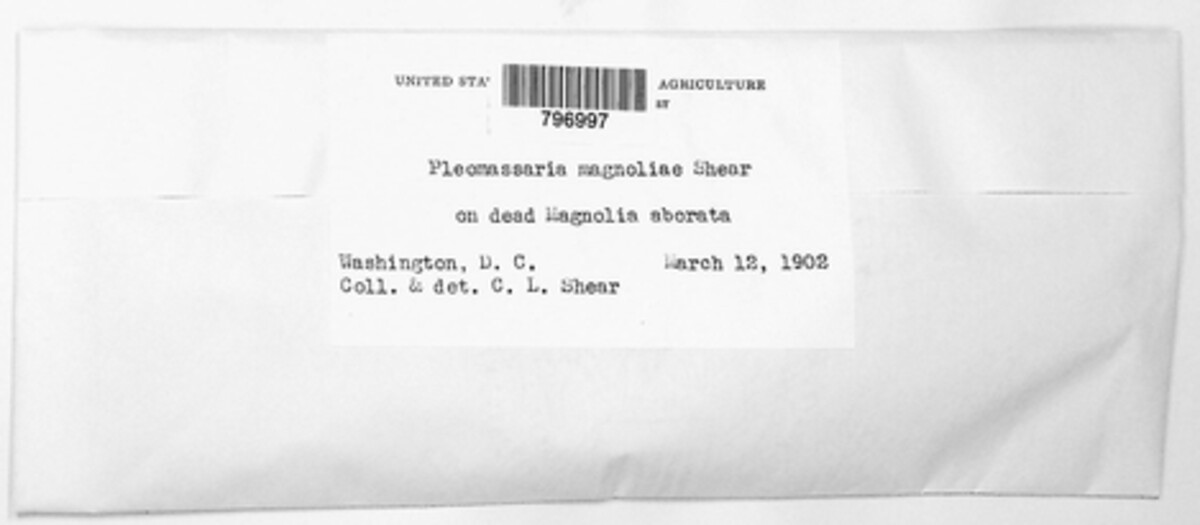 UNITED STA AGRICULTURE
796997
Pleomassaria magnoliae Shear
on dead Magnolia aborata
Washington, D. C. March 12, 1902
Coll. & det. C. L. Shear